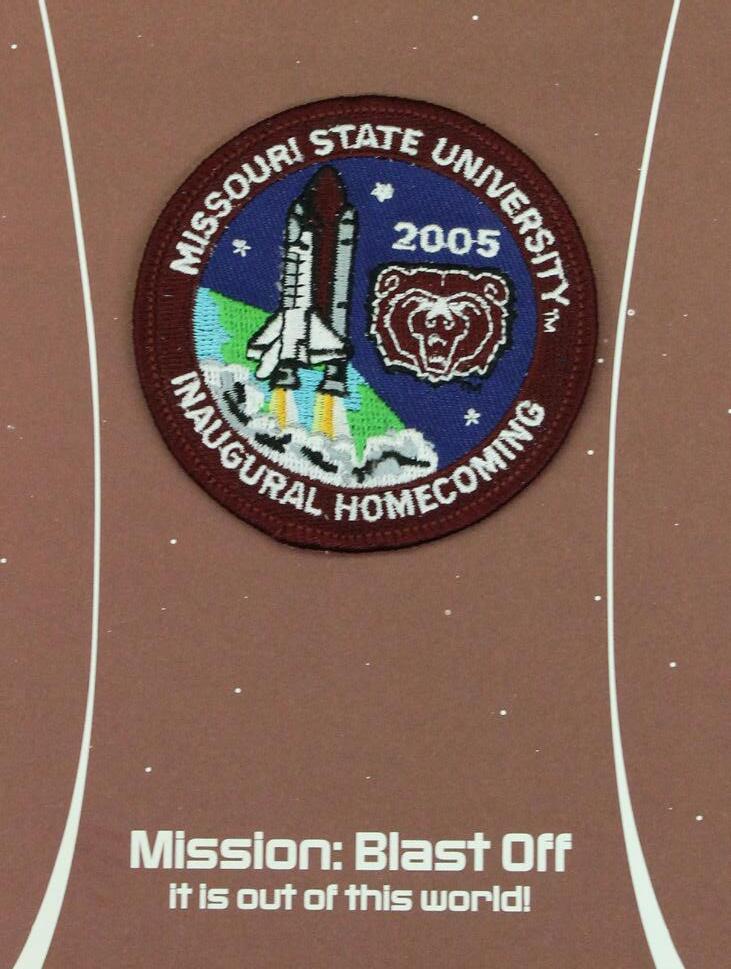 MISSOURI STATE UNIVERSITY™
2005
INAUGURAL HOMECOMING
Mission: Blast Off
it is out of this world!